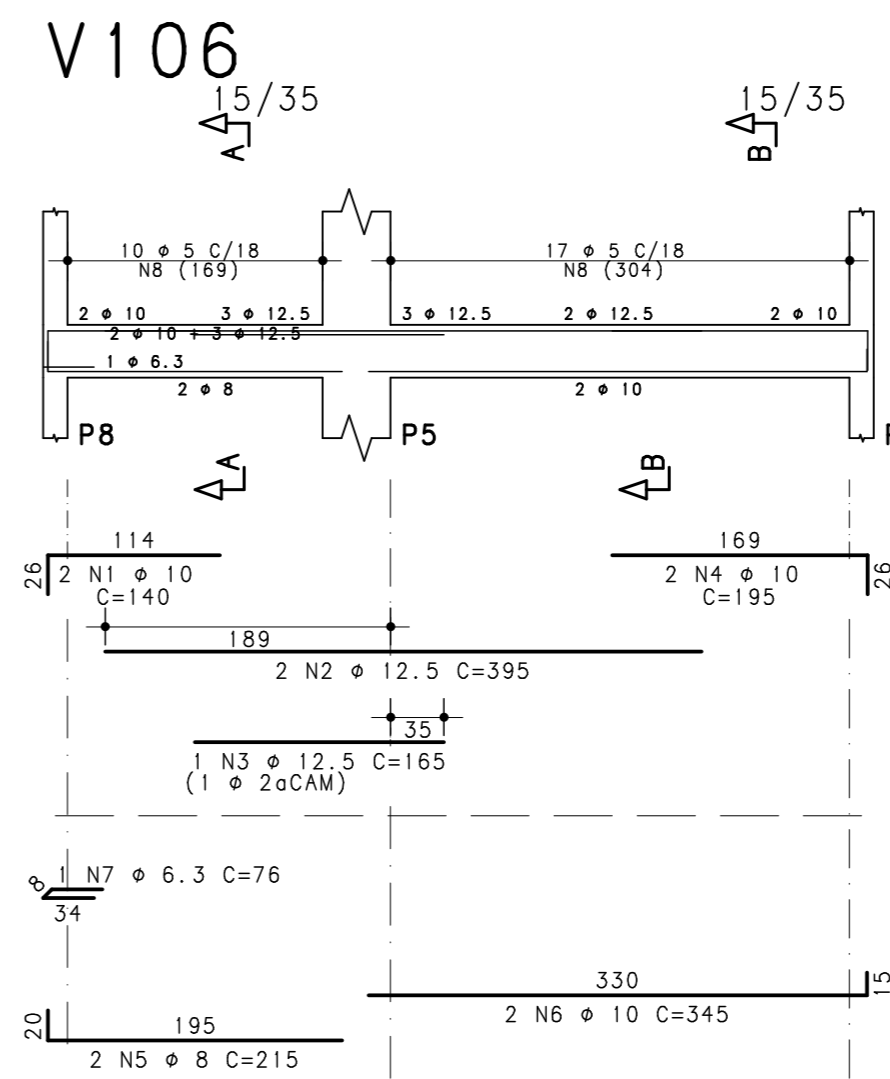 V106
15/35 15/35
A B
10 ø 5 C/18 17 ø 5 C/18
N8 (169) N8 (304)
2 ø 10 3 ø 12.5 3 ø 12.5 2 ø 12.5 2 ø 10
2 ø 10 + 3 ø 12.5
1 ø 6.3
2 ø 8 2 ø 10
P8 P5 P
A B
114 169
26 2 N1 ø 10 2 N4 ø 10 26
C=140 C=195
189
2 N2 ø 12.5 C=395
35
1 N3 ø 12.5 C=165
(1 ø 2aCAM)
8 1 N7 ø 6.3 C=76
34
330 15
2 N6 ø 10 C=345
20 195
2 N5 ø 8 C=215